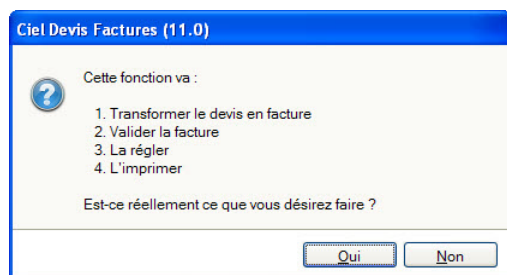 Ciel Devis Factures (11.0)
Cette fonction va :
1. Transformer le devis en facture
2. Valider la facture
3. La régler
4. L'imprimer
Est-ce réellement ce que vous désirez faire ?
Oui
Non